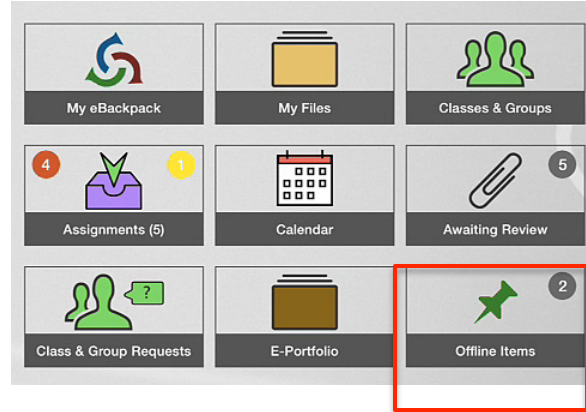 My eBackpack
My Files
Classes & Groups
4
1
5
Assignments (5)
Calendar
Awaiting Review
?
2
Class & Group Requests
E-Portfolio
Offline Items